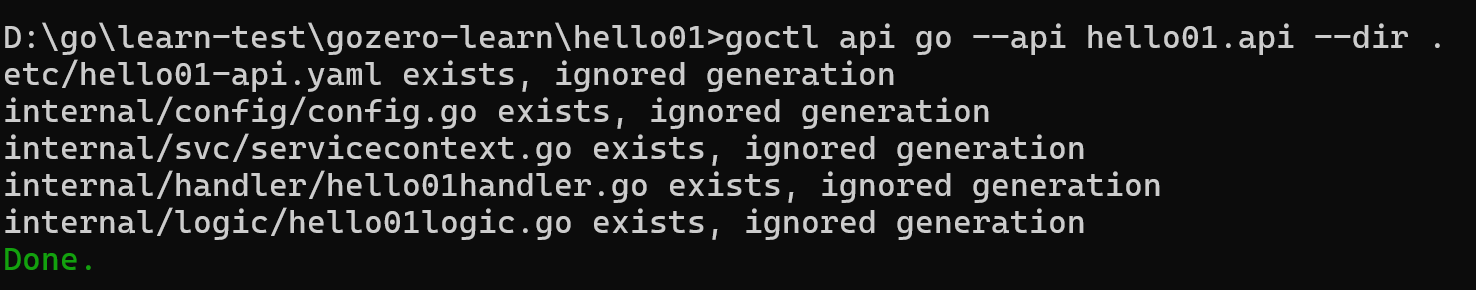 D:\go\learn-test\gozero-learn\hello01>goctl api go --api hello01.api --dir .
etc/hello01-api.yaml exists, ignored generation
internal/config/config.go exists, ignored generation
internal/svc/servicecontext.go exists, ignored generation
internal/handler/hello01handler.go exists, ignored generation
internal/logic/hello01logic.go exists, ignored generation
Done.